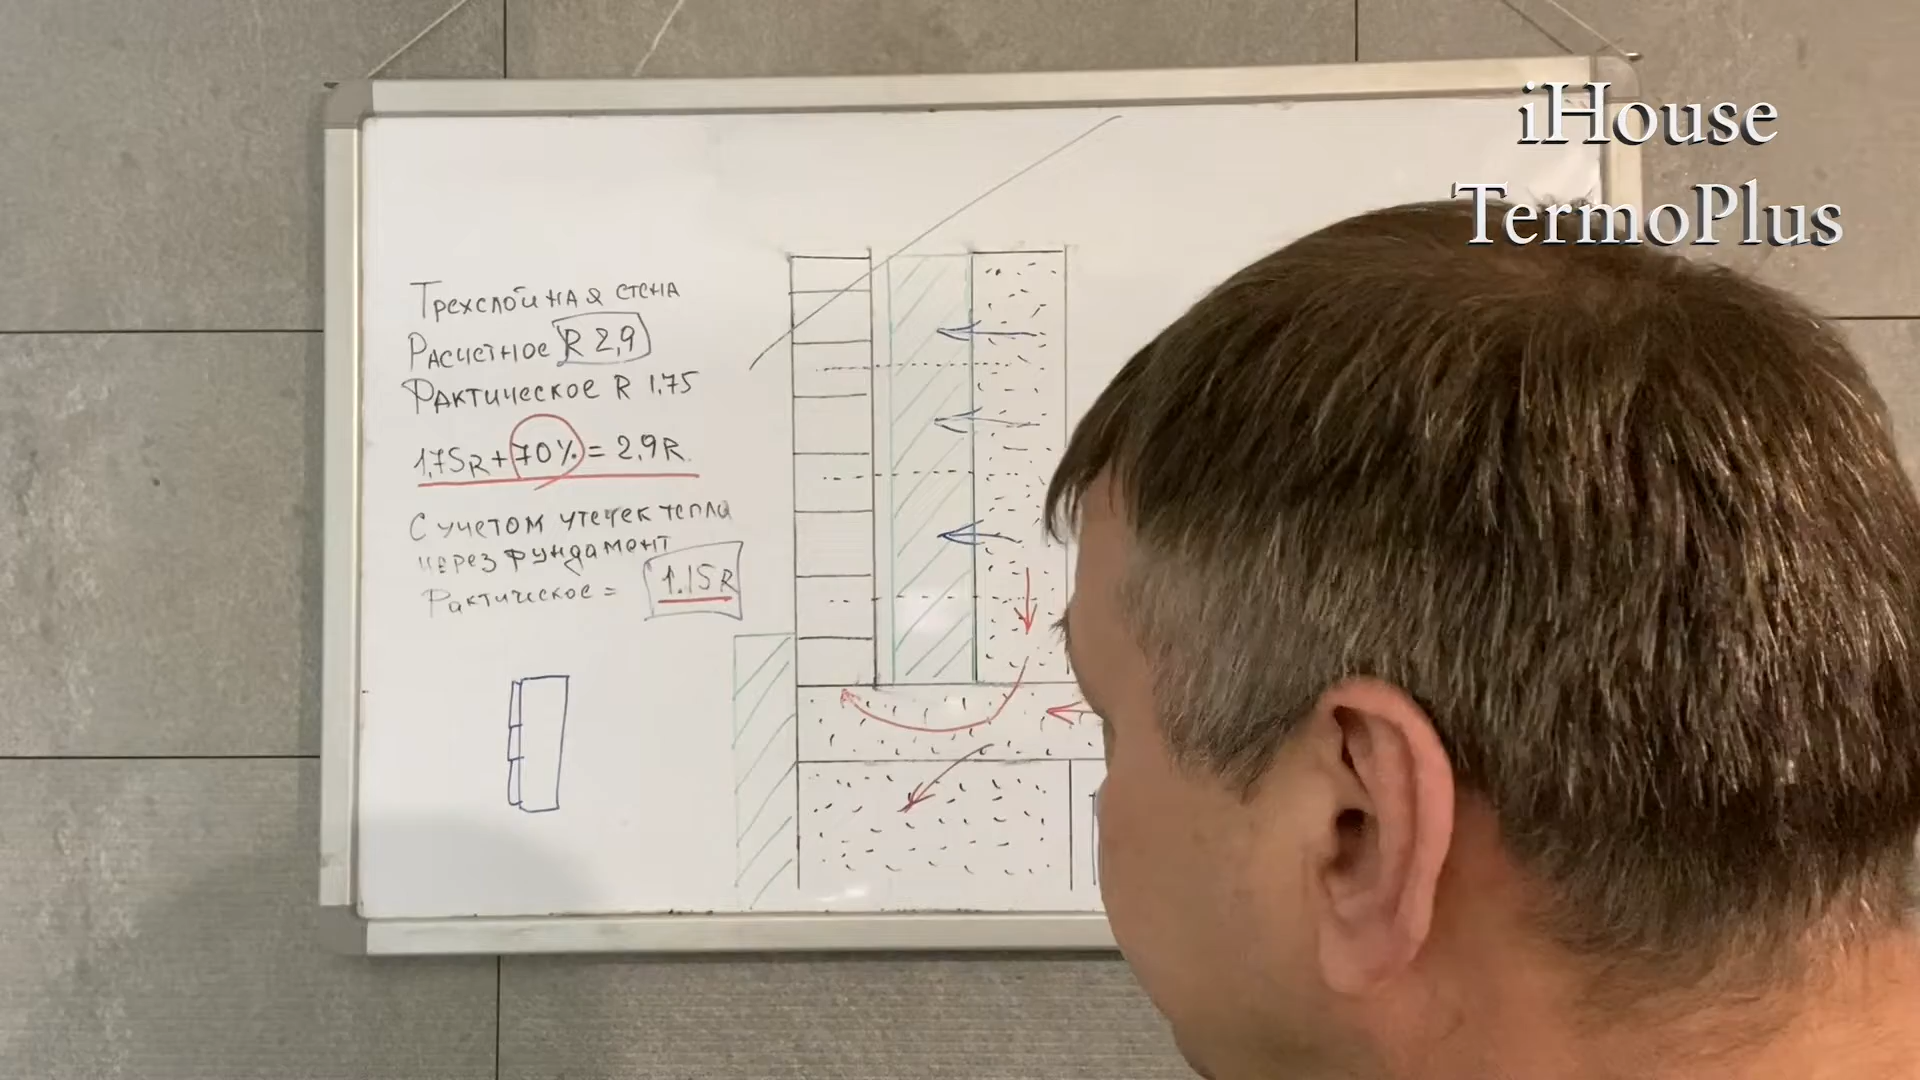 iHouse
TermoPlus
Трехслойная стена
Расчетное R 2,9
Фактическое R 1.75
1,75R + 70% = 2,9R
С учетом утечек тепла
через фундамент
Фактическое = 1.15R